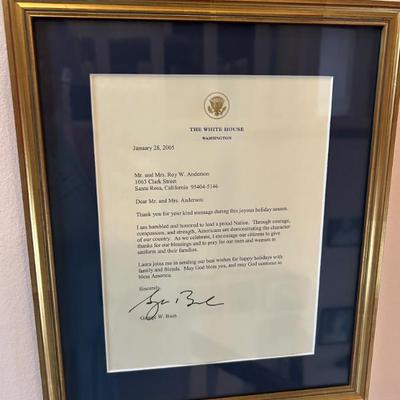 THE WHITE HOUSE
WASHINGTON
January 28, 2005
Mr. and Mrs. Roy W. Anderson
1063 Clark Street
Santa Rosa, California 95404-5146
Dear Mr. and Mrs. Anderson:
Thank you for your kind message during this joyous holiday season.
I am humbled and honored to lead a proud Nation. Through courage,
compassion, and strength, Americans are demonstrating the character
of our country. As we celebrate, I encourage our citizens to give
thanks for our blessings and to pray for our men and women in
uniform and their families.
Laura joins me in sending our best wishes for happy holidays with
family and friends. May God bless you, and may God continue to
bless America.
Sincerely,
George W. Bush